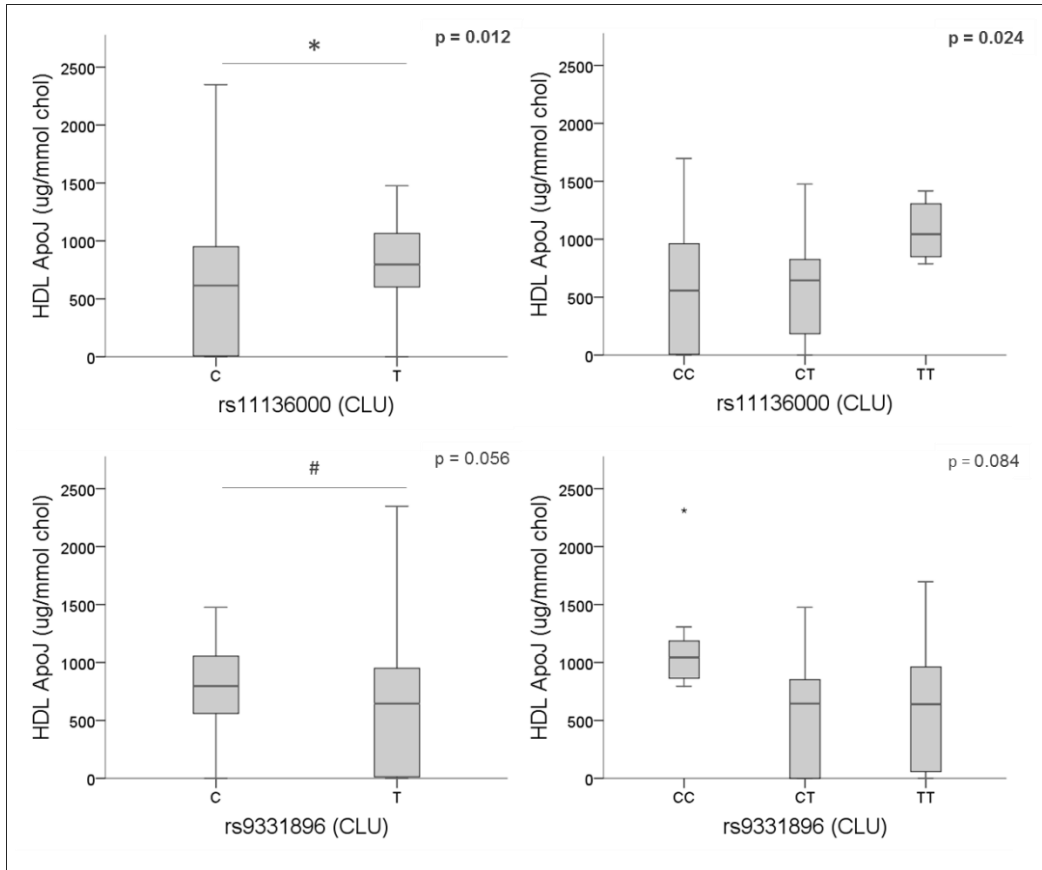 p = 0.012
*
HDL ApoJ (ug/mmol chol)
2500
2000
1500
1000
500
0
C
T
rs11136000 (CLU)
p = 0.024
HDL ApoJ (ug/mmol chol)
2500
2000
1500
1000
500
0
CC
CT
TT
rs11136000 (CLU)
p = 0.056
#
HDL ApoJ (ug/mmol chol)
2500
2000
1500
1000
500
0
C
T
rs9331896 (CLU)
p = 0.084
*
HDL ApoJ (ug/mmol chol)
2500
2000
1500
1000
500
0
CC
CT
TT
rs9331896 (CLU)